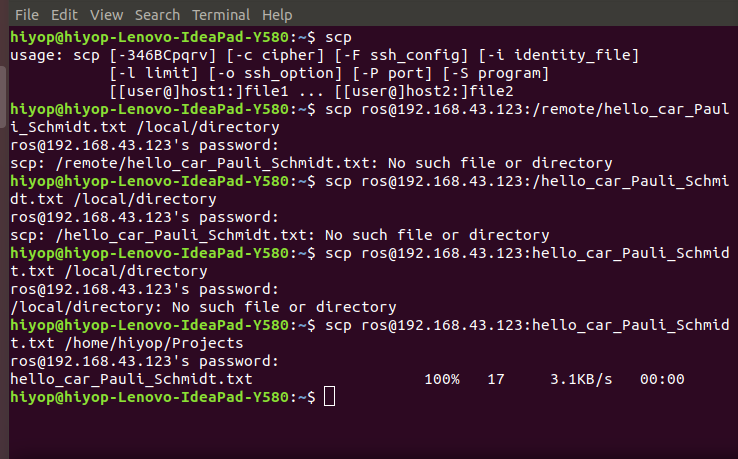 File Edit View Search Terminal Help
hiyop@hiyop-Lenovo-IdeaPad-Y580:~$ scp
usage: scp [-346BCpqrv] [-c cipher] [-F ssh_config] [-i identity_file]
           [-l limit] [-o ssh_option] [-P port] [-S program]
           [[user@]host1:]file1 ... [[user@]host2:]file2
hiyop@hiyop-Lenovo-IdeaPad-Y580:~$ scp ros@192.168.43.123:/remote/hello_car_Paul
i_Schmidt.txt /local/directory
ros@192.168.43.123's password:
scp: /remote/hello_car_Pauli_Schmidt.txt: No such file or directory
hiyop@hiyop-Lenovo-IdeaPad-Y580:~$ scp ros@192.168.43.123:/hello_car_Pauli_Schmi
dt.txt /local/directory
ros@192.168.43.123's password:
scp: /hello_car_Pauli_Schmidt.txt: No such file or directory
hiyop@hiyop-Lenovo-IdeaPad-Y580:~$ scp ros@192.168.43.123:hello_car_Pauli_Schmid
t.txt /local/directory
ros@192.168.43.123's password:
/local/directory: No such file or directory
hiyop@hiyop-Lenovo-IdeaPad-Y580:~$ scp ros@192.168.43.123:hello_car_Pauli_Schmid
t.txt /home/hiyop/Projects
ros@192.168.43.123's password:
hello_car_Pauli_Schmidt.txt                    100%   17     3.1KB/s   00:00
hiyop@hiyop-Lenovo-IdeaPad-Y580:~$